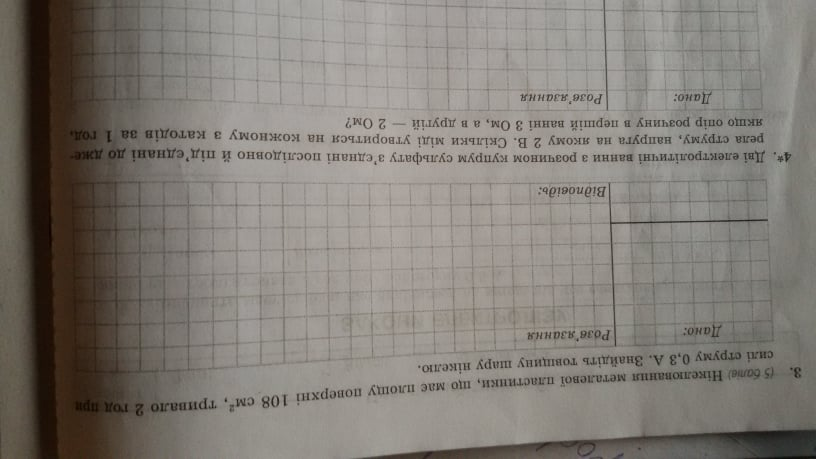 3. (5 балів) Нікелювання металевої пластинки, що має площу поверхні 108 см², тривало 2 год при
силі струму 0,3 А. Знайдіть товщину шару нікелю.
Дано: Розв'язання
Відповідь:
4*. Дві електролітичні ванни з розчином купрум сульфату з'єднані послідовно й під'єднані до дже-
рела струму, напруга на якому 2 В. Скільки міді утвориться на кожному з катодів за 1 год,
якщо опір розчину в першій ванні 3 Ом, а в другій — 2 Ом?
Дано: Розв'язання